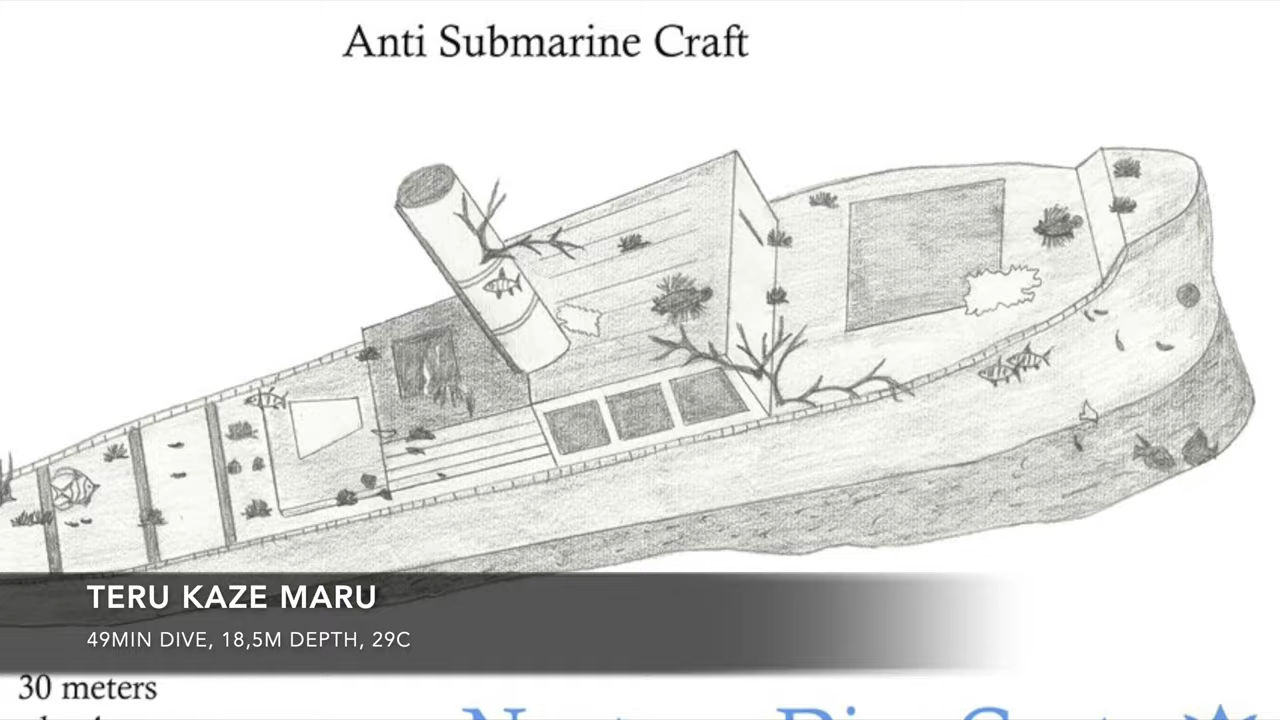 Anti Submarine Craft
TERU KAZE MARU
49MIN DIVE, 18,5M DEPTH, 29C
30 meters